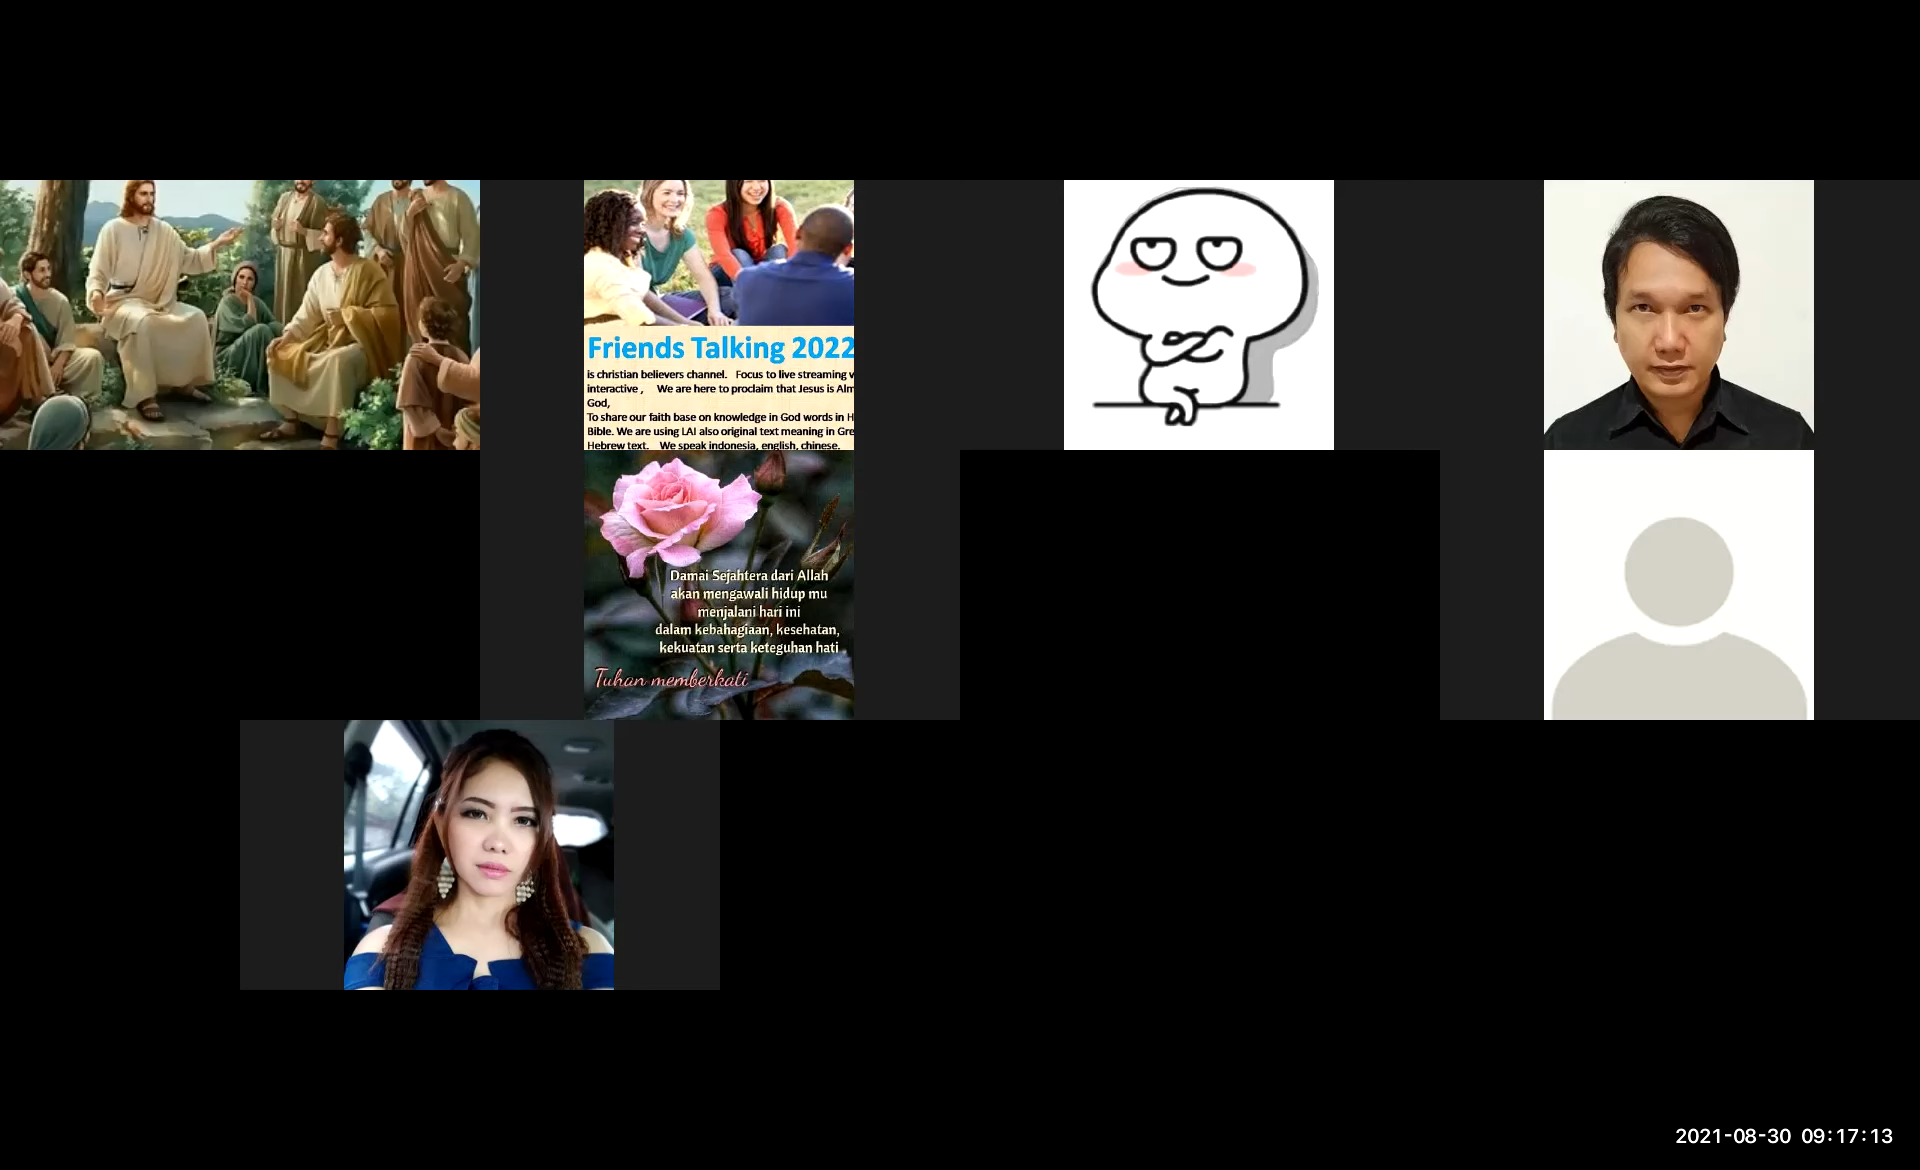 Friends Talking 2022
is christian believers channel. Focus to live streaming
interactive , We are here to proclaim that Jesus is
God,
To share our faith base on knowledge in God words in
Bible. We are using LAI also original text meaning in
Hebrew text. We speak indonesia, english, chinese.
Damai Sejahtera dari Allah
akan mengawali hidup mu
menjalani hari ini
dalam kebahagiaan, kesehatan,
kekuatan serta keteguhan hati
Tuhan memberkati
2021-08-30 09:17:13